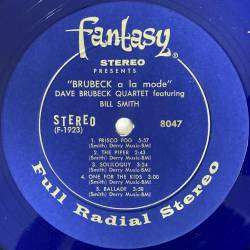 fantasy
STEREO
PRESENTS
"BRUBECK a la mode"
DAVE BRUBECK QUARTET featuring
BILL SMITH
STEREO
(F-1923)
8047
1. FRISCO FOG 5:57
(Smith) Derry Music-BMI
2. THE PIPER 2:43
(Smith) Derry Music-BMI
3. SOLILOQUY 3:24
(Smith) Derry Music-BMI
4. ONE FOR THE KIDS 3:00
(Smith) Derry Music-BMI
5. BALLADE 3:58
(Smith) Derry Music-BMI
Full Radial Stereo